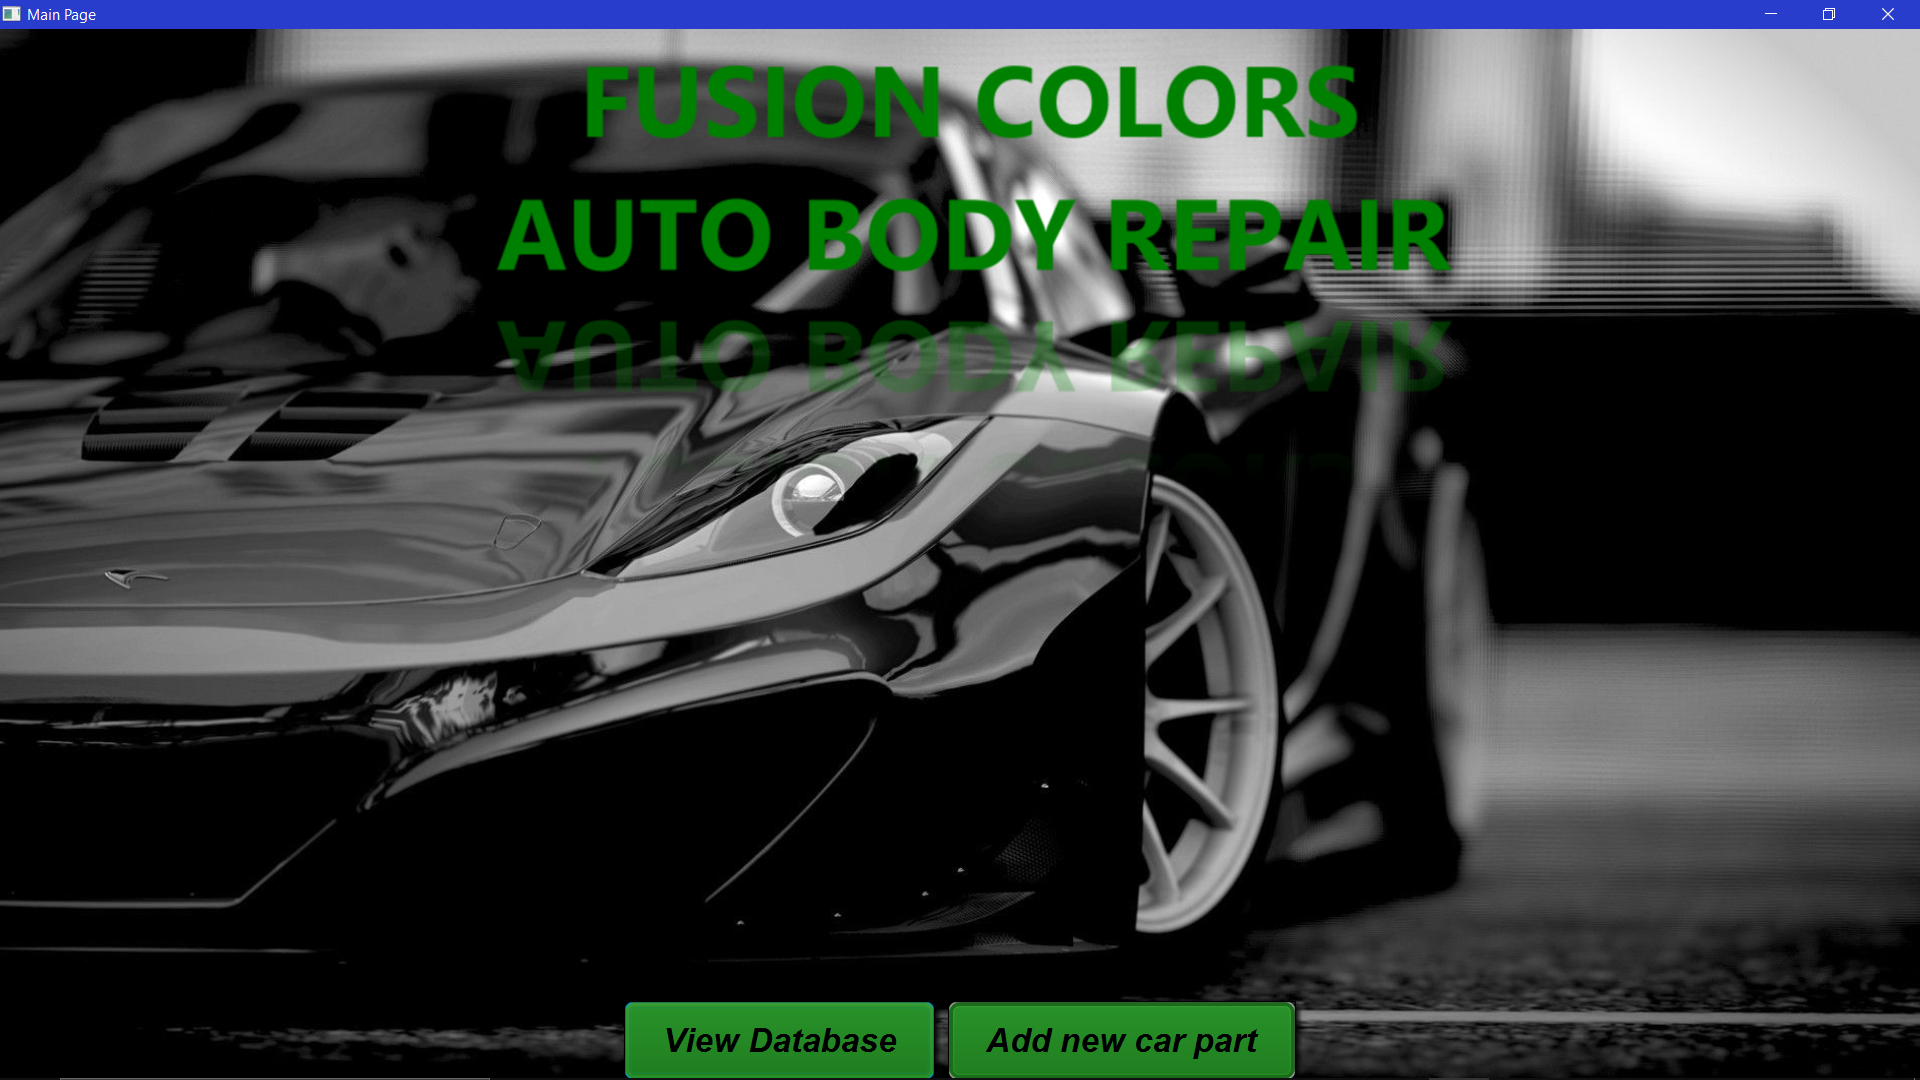 Main Page
FUSION COLORS
AUTO BODY REPAIR
View Database
Add new car part